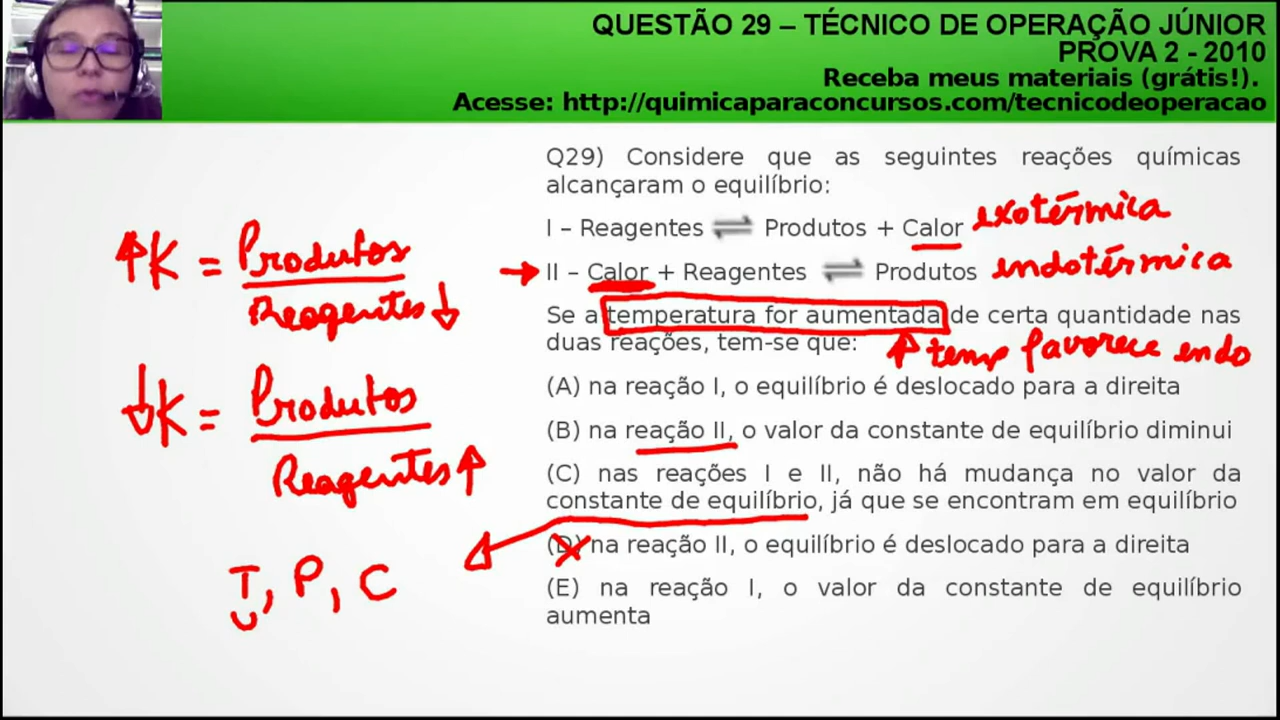 QUESTÃO 29 – TÉCNICO DE OPERAÇÃO JÚNIOR
PROVA 2 - 2010
Receba meus materiais (grátis!).
Acesse: http://quimicaparaconcursos.com/tecnicodeoperacao
Q29) Considere que as seguintes reações químicas
alcançaram o equilíbrio:
I – Reagentes ⇌ Produtos + Calor exotérmica
II – Calor + Reagentes ⇌ Produtos endotérmica
Se a temperatura for aumentada de certa quantidade nas
duas reações, tem-se que: ↑ temp favorece endo
(A) na reação I, o equilíbrio é deslocado para a direita
(B) na reação II, o valor da constante de equilíbrio diminui
(C) nas reações I e II, não há mudança no valor da
constante de equilíbrio, já que se encontram em equilíbrio
(D) na reação II, o equilíbrio é deslocado para a direita
(E) na reação I, o valor da constante de equilíbrio
aumenta
↑K = Produtos
Reagentes ↓
↓K = Produtos
Reagentes ↑
T, P, C